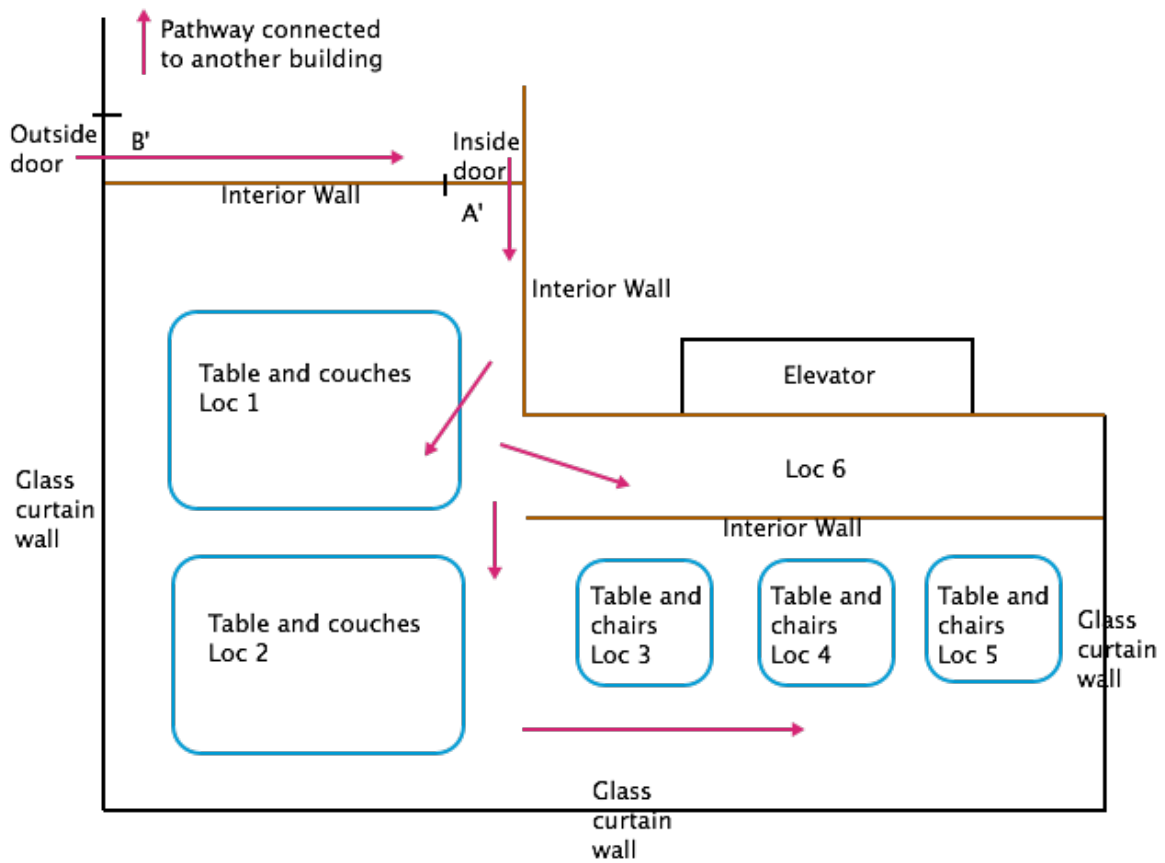 Pathway connected
to another building
Outside
door
B'
Inside
door
Interior Wall
A'
Interior Wall
Table and couches
Loc 1
Elevator
Glass
curtain
wall
Loc 6
Interior Wall
Table and couches
Loc 2
Table and
chairs
Loc 3
Table and
chairs
Loc 4
Table and
chairs
Loc 5
Glass
curtain
wall
Glass
curtain
wall